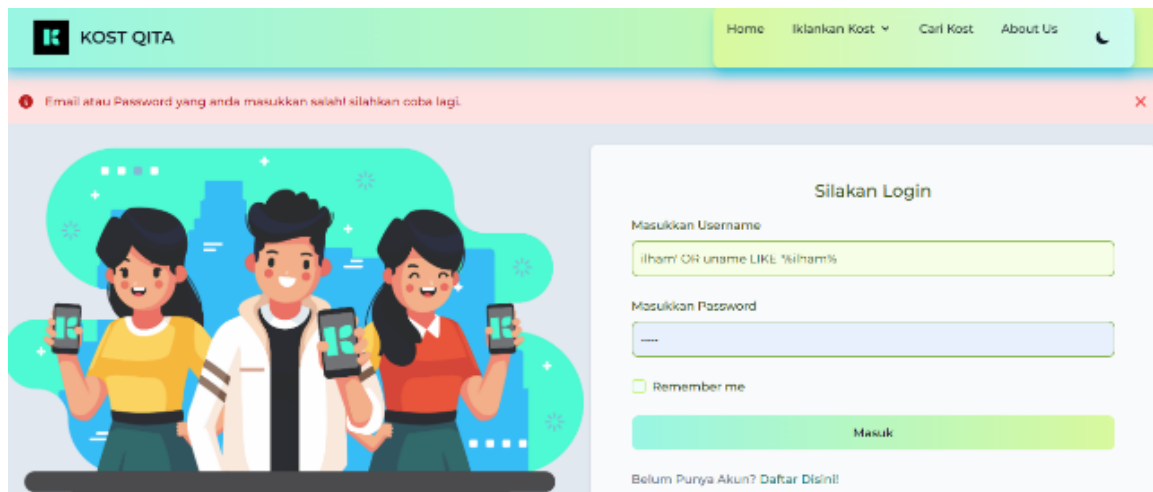 KOST QITA
Home Iklankan Kost Cari Kost About Us
Email atau Password yang anda masukkan salah! silahkan coba lagi.
Silakan Login
Masukkan Username
ilham' OR uname LIKE '%ilham%
Masukkan Password
Remember me
Masuk
Belum Punya Akun? Daftar Disini!